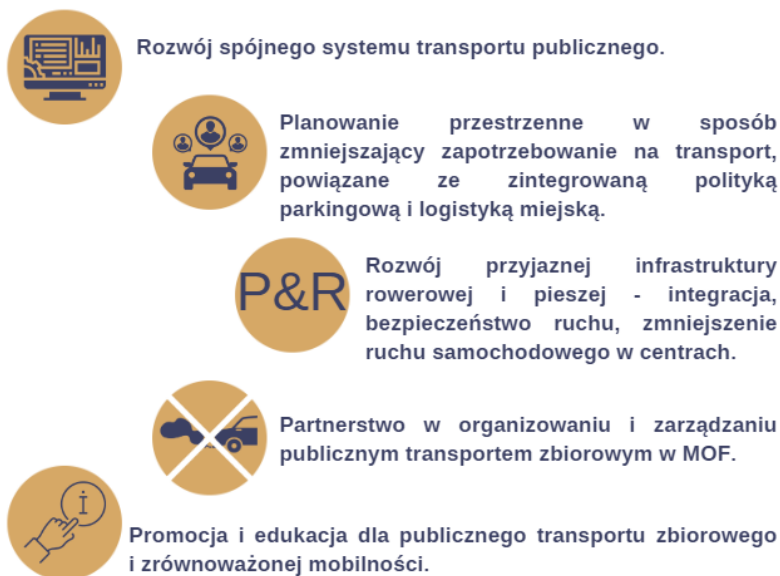 Rozwój spójnego systemu transportu publicznego.
Planowanie przestrzenne w sposób
zmniejszający zapotrzebowanie na transport,
powiązane ze zintegrowaną polityką
parkingową i logistyką miejską.
P&R
Rozwój przyjaznej infrastruktury
rowerowej i pieszej - integracja,
bezpieczeństwo ruchu, zmniejszenie
ruchu samochodowego w centrach.
Partnerstwo w organizowaniu i zarządzaniu
publicznym transportem zbiorowym w MOF.
i
Promocja i edukacja dla publicznego transportu zbiorowego
i zrównoważonej mobilności.